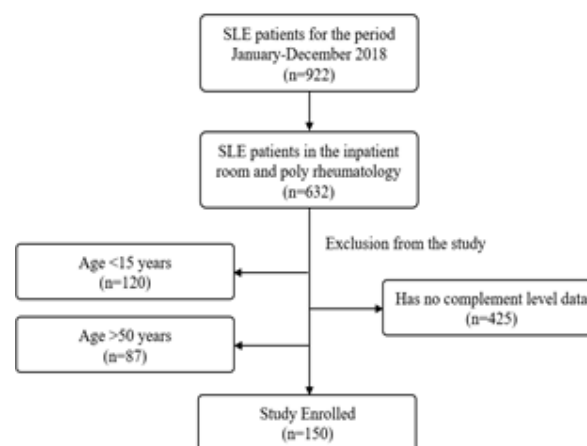 SLE patients for the period
January-December 2018
(n=922)
SLE patients in the inpatient
room and poly rheumatology
(n=632)
Exclusion from the study
Age <15 years
(n=120)
Has no complement level data
(n=425)
Age >50 years
(n=87)
Study Enrolled
(n=150)